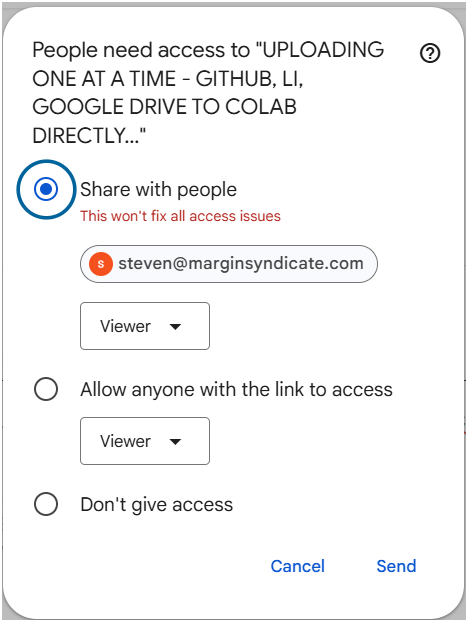 People need access to "UPLOADING
ONE AT A TIME - GITHUB, LI,
GOOGLE DRIVE TO COLAB
DIRECTLY..."
Share with people
This won't fix all access issues
s steven@marginsyndicate.com
Viewer
Allow anyone with the link to access
Viewer
Don't give access
Cancel Send